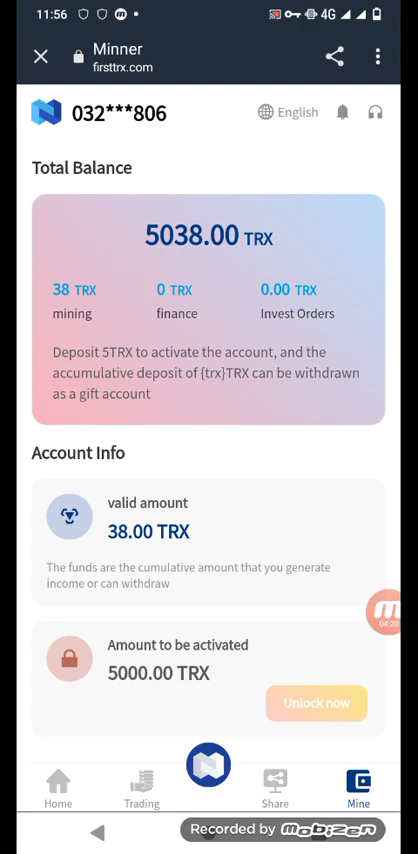 11:56
4G
Minner
firsttrx.com
032***806
English
Total Balance
5038.00 TRX
38 TRX
0 TRX
0.00 TRX
mining
finance
Invest Orders
Deposit 5TRX to activate the account, and the
accumulative deposit of {trx}TRX can be withdrawn
as a gift account
Account Info
valid amount
38.00 TRX
The funds are the cumulative amount that you generate
income or can withdraw
04:20
Amount to be activated
5000.00 TRX
Unlock now
Home
Trading
Share
Mine
Recorded by mobizen